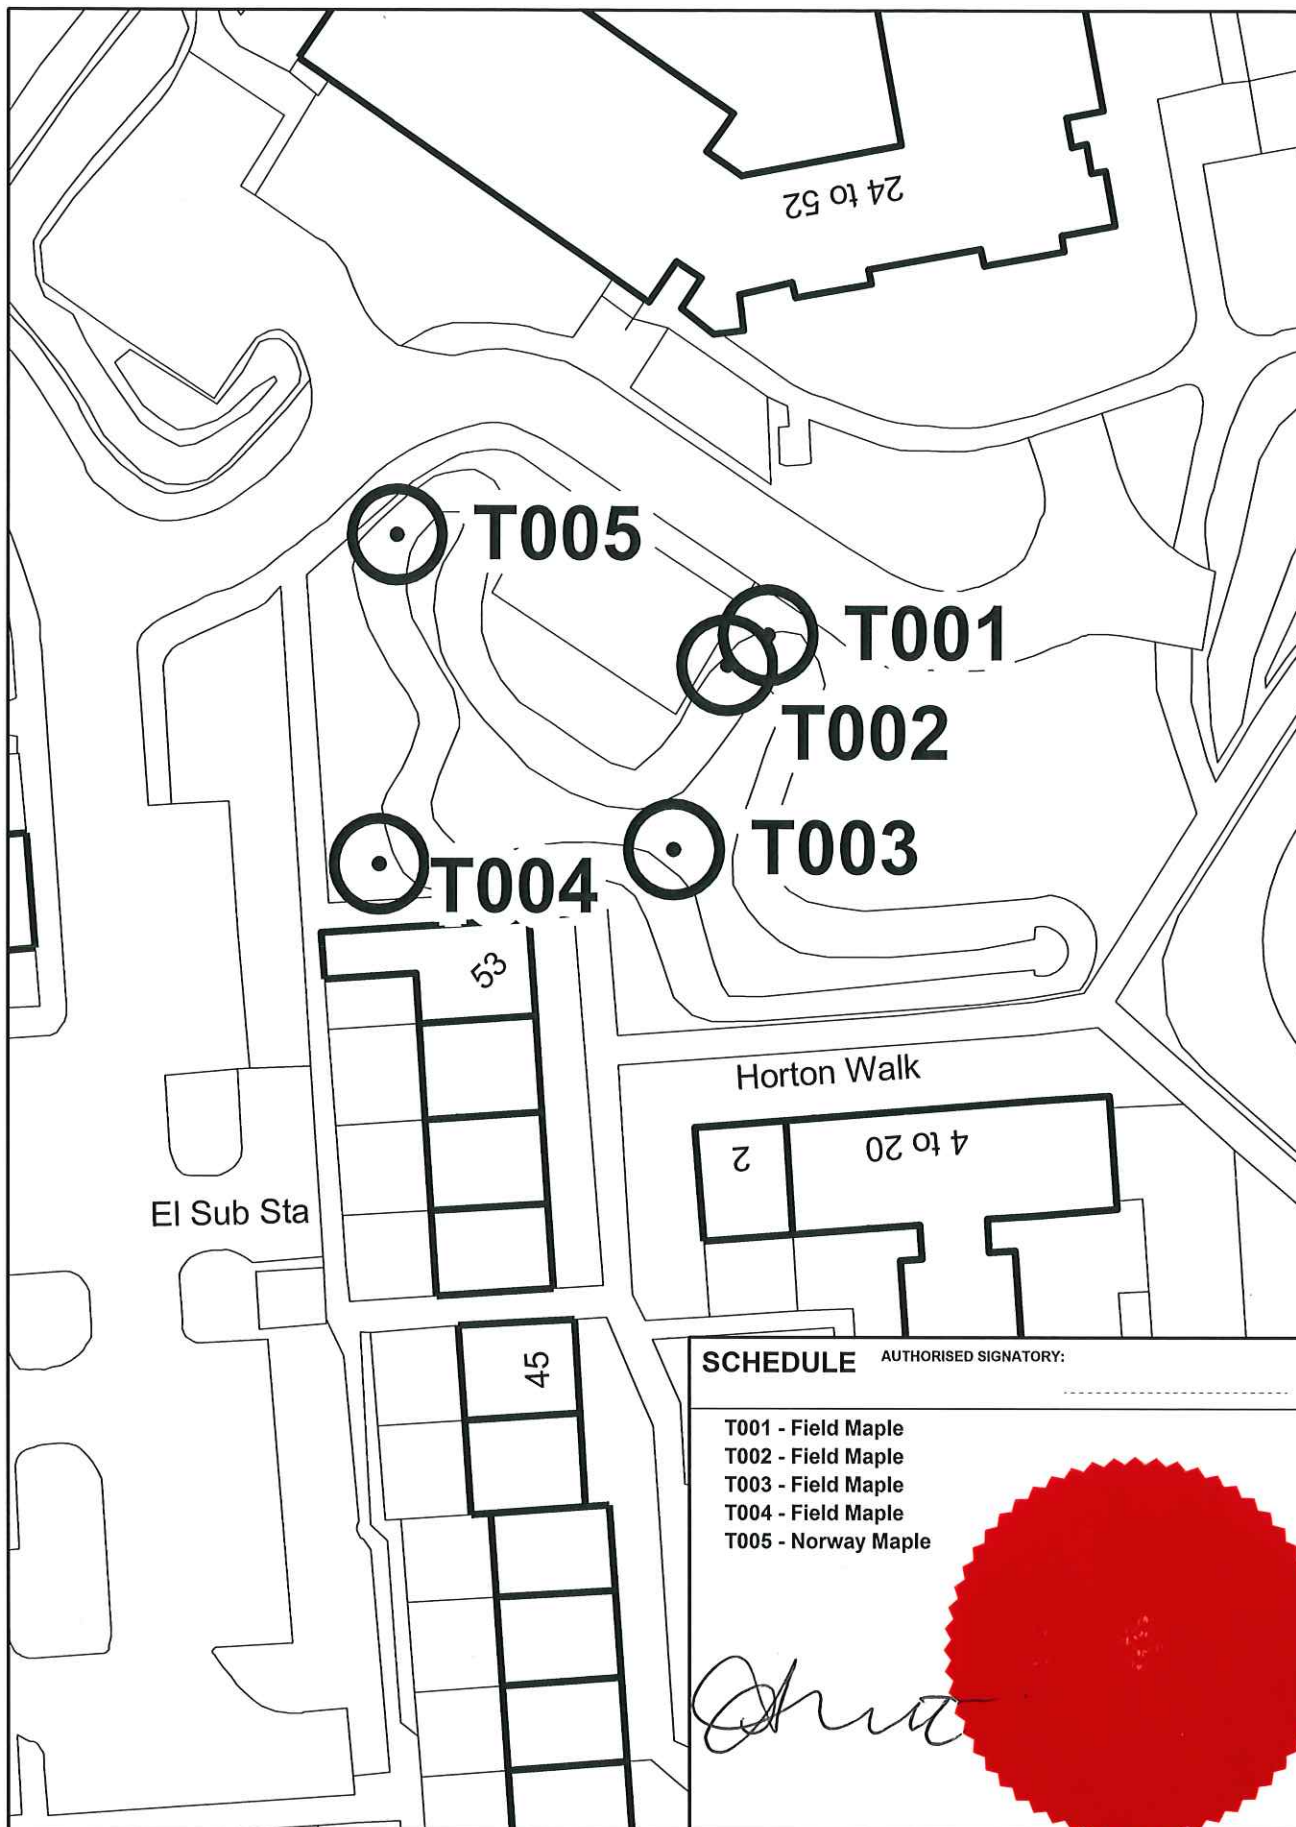 24 to 52
T005
T001
T002
T003
T004
53
Horton Walk
2
4 to 20
El Sub Sta
45
SCHEDULE AUTHORISED SIGNATORY:
T001 - Field Maple
T002 - Field Maple
T003 - Field Maple
T004 - Field Maple
T005 - Norway Maple